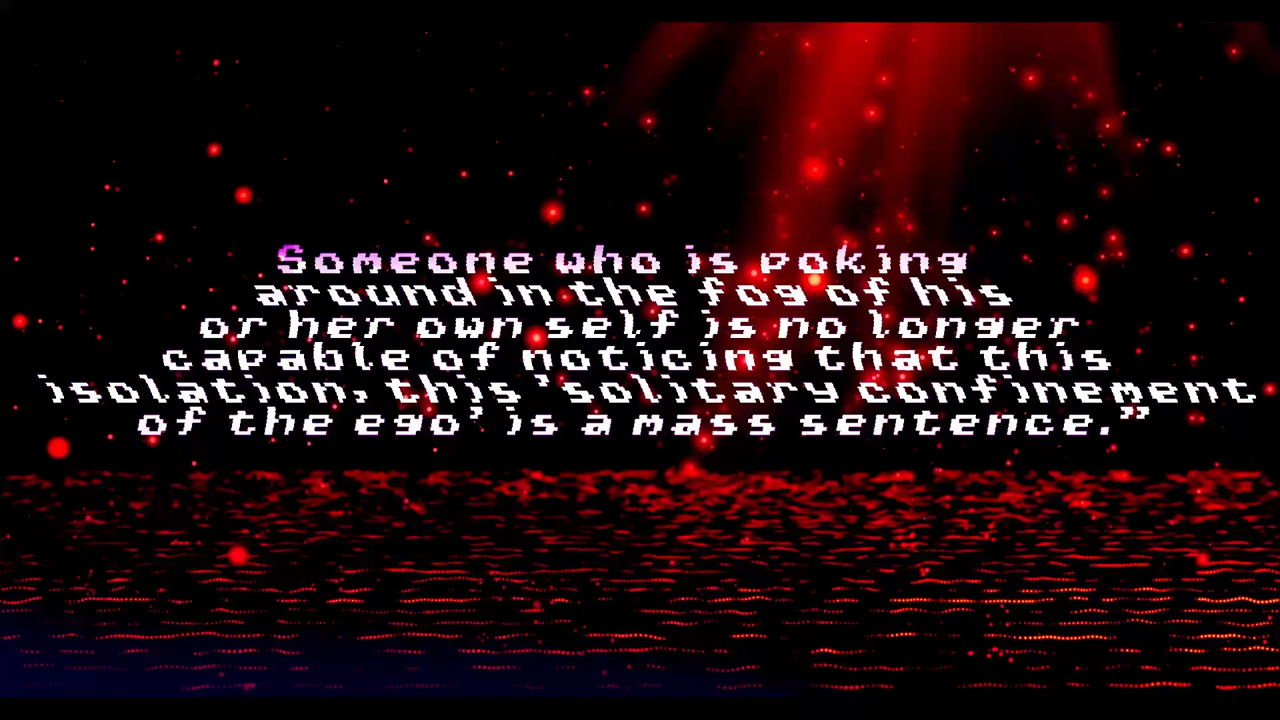 Someone who is poking
around in the fog of his
or her own self is no longer
capable of noticing that this
isolation, this 'solitary confinement
of the ego' is a mass sentence.”